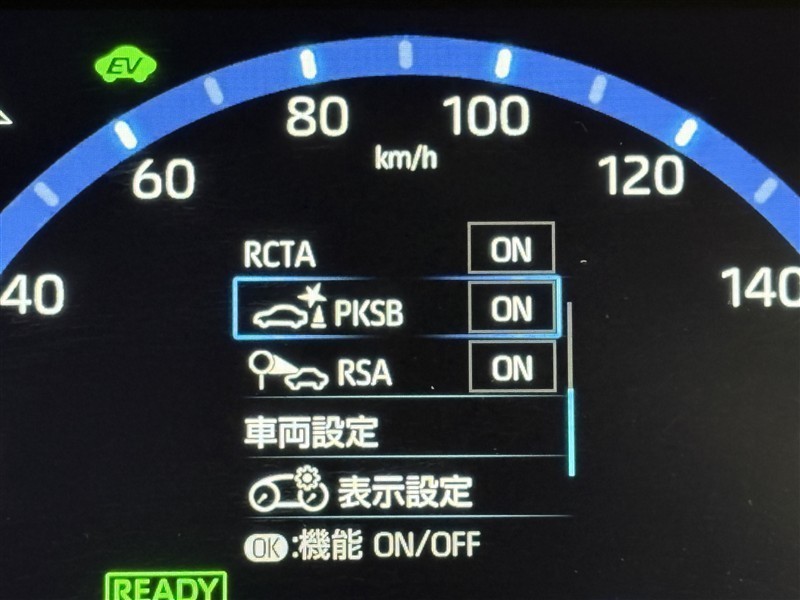 EV
80 100
km/h
60 120
40 140
RCTA ON
PKSB ON
RSA ON
車両設定
表示設定
OK:機能 ON/OFF
READY